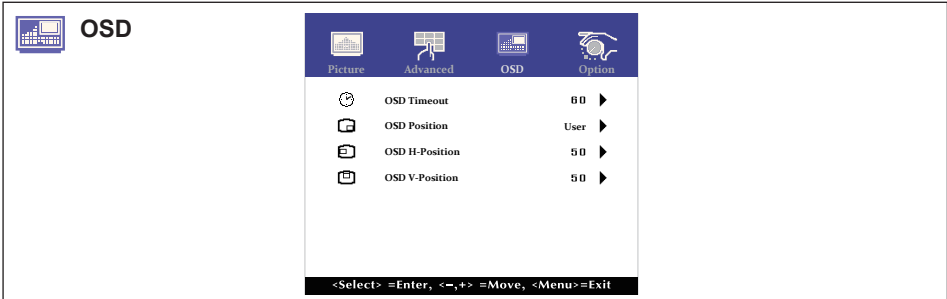 OSD
Picture Advanced OSD Option
OSD Timeout 60
OSD Position User
OSD H-Position 50
OSD V-Position 50
<Select> =Enter, <–,+> =Move, <Menu>=Exit